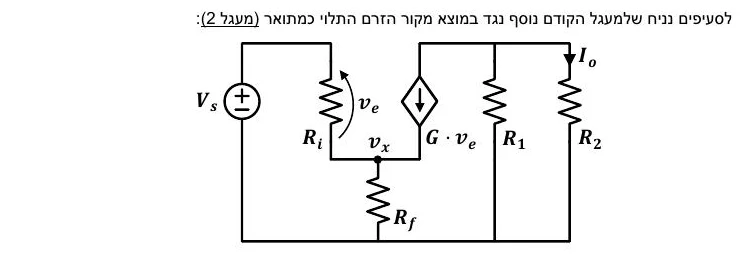 לסעיפים נניח שלמעגל הקודם נוסף נגד במוצא מקור הזרם התלוי כמתואר (מעגל 2):
I_o
V_s + v_e
R_i v_x G · v_e R_1 R_2
R_f